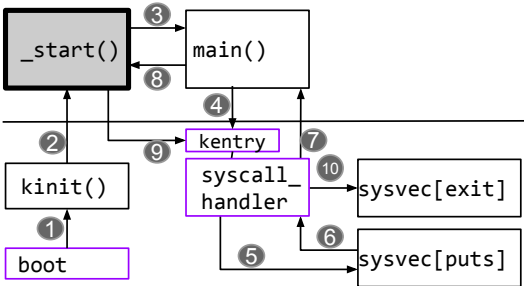 3
_start()
main()
8
4
2
9
kentry
7
kinit()
syscall_
handler
10
sysvec[exit]
1
6
boot
5
sysvec[puts]